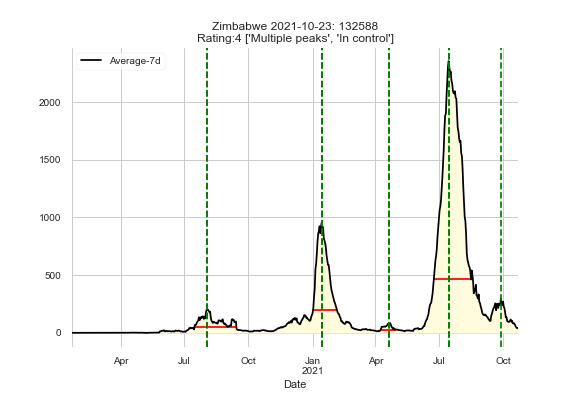 Zimbabwe 2021-10-23: 132588
Rating:4 ['Multiple peaks', 'In control']
Average-7d
2000
1500
1000
500
0
Apr Jul Oct Jan Apr Jul Oct
2021
Date